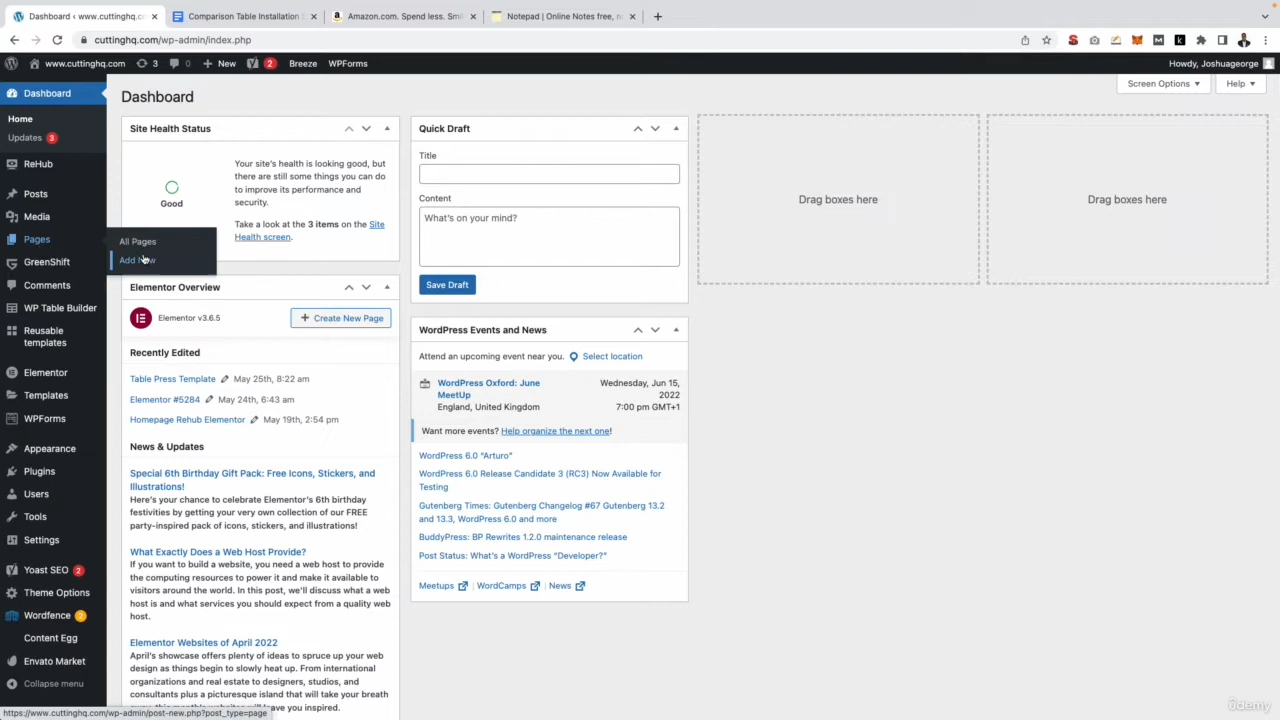 Dashboard < www.cuttinghq.co
Comparison Table Installation
Amazon.com. Spend less. Smil
Notepad | Online Notes free, n
cuttinghq.com/wp-admin/index.php
www.cuttinghq.com
3
0
New
2
Breeze
WPForms
Howdy, Joshuageorge
Dashboard
Home
Updates 3
ReHub
Posts
Media
Pages
GreenShift
Comments
WP Table Builder
Reusable
templates
Elementor
Templates
WPForms
Appearance
Plugins
Users
Tools
Settings
Yoast SEO 2
Theme Options
Wordfence 2
Content Egg
Envato Market
Collapse menu
All Pages
Add New
Dashboard
Screen Options
Help
Site Health Status
Good
Your site's health is looking good, but
there are still some things you can do
to improve its performance and
security.
Take a look at the 3 items on the Site
Health screen.
Elementor Overview
Elementor v3.6.5
Create New Page
Recently Edited
Table Press Template May 25th, 8:22 am
Elementor #5284 May 24th, 6:43 am
Homepage Rehub Elementor May 19th, 2:54 pm
News & Updates
Special 6th Birthday Gift Pack: Free Icons, Stickers, and
Illustrations!
Here's your chance to celebrate Elementor's 6th birthday
festivities by getting your very own collection of our FREE
party-inspired pack of icons, stickers, and illustrations!
What Exactly Does a Web Host Provide?
If you want to build a website, you need a web host to provide
the computing resources to power it and make it available to
visitors around the world. In this post, we'll discuss what a web
host is and what services you should expect from a quality web
host.
Elementor Websites of April 2022
April's showcase offers plenty of ideas to spruce up your web
design as things begin to slowly heat up. From international
organizations and real estate to designers, studios, and
consultants plus a picturesque island that will take your breath
leave you inspired.
Quick Draft
Title
Content
What's on your mind?
Save Draft
WordPress Events and News
Attend an upcoming event near you. Select location
WordPress Oxford: June
MeetUp
England, United Kingdom
Wednesday, Jun 15,
2022
7:00 pm GMT+1
Want more events? Help organize the next one!
WordPress 6.0 "Arturo"
WordPress 6.0 Release Candidate 3 (RC3) Now Available for
Testing
Gutenberg Times: Gutenberg Changelog #67 Gutenberg 13.2
and 13.3, WordPress 6.0 and more
BuddyPress: BP Rewrites 1.2.0 maintenance release
Post Status: What's a WordPress "Developer?"
Meetups | WordCamps | News
Drag boxes here
Drag boxes here
https://www.cuttinghq.com/wp-admin/post-new.php?post_type=page
ûdemy